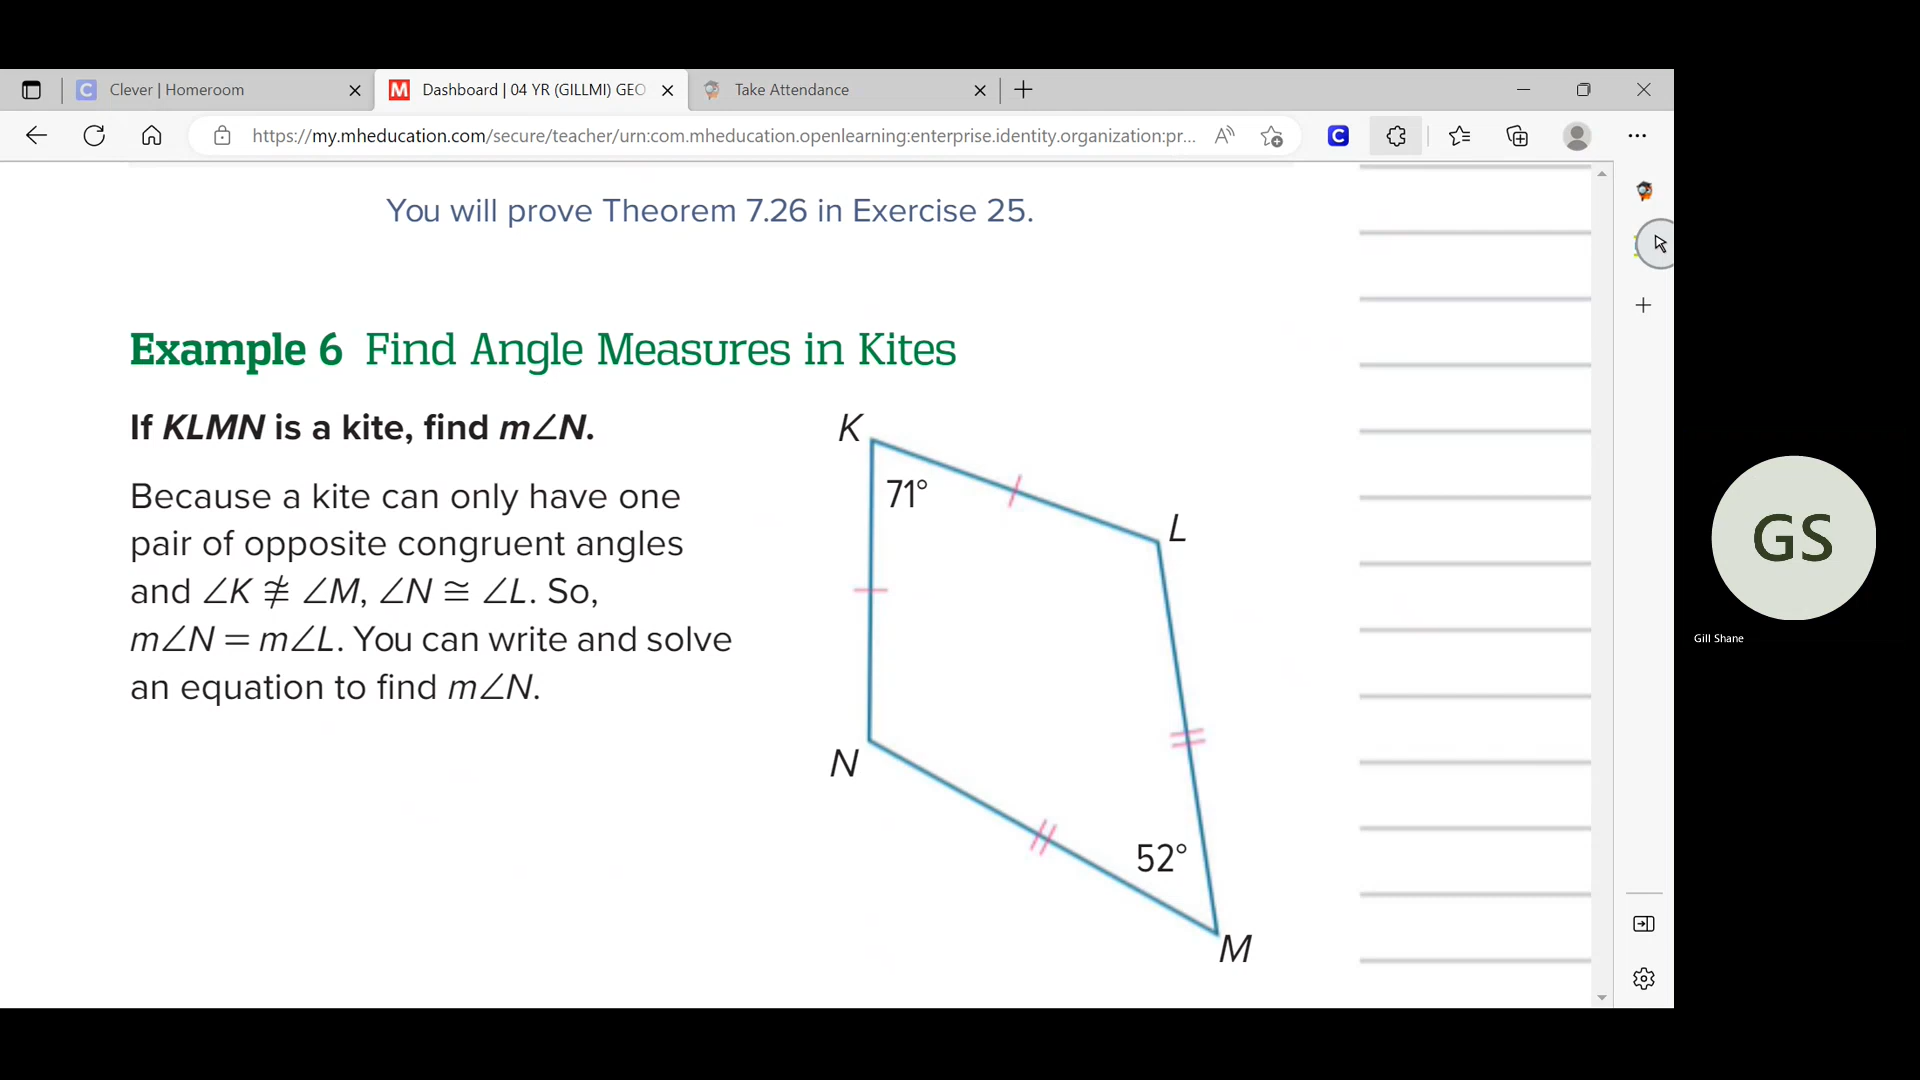 Clever | Homeroom
Dashboard | 04 YR (GILLMI) GEO
Take Attendance
https://my.mheducation.com/secure/teacher/urn:com.mheducation.openlearning:enterprise.identity.organization:pr...
You will prove Theorem 7.26 in Exercise 25.
Example 6 Find Angle Measures in Kites
If KLMN is a kite, find m∠N.
Because a kite can only have one
pair of opposite congruent angles
and ∠K ≇ ∠M, ∠N ≅ ∠L. So,
m∠N = m∠L. You can write and solve
an equation to find m∠N.
K
71°
L
N
52°
M
GS
Gill Shane